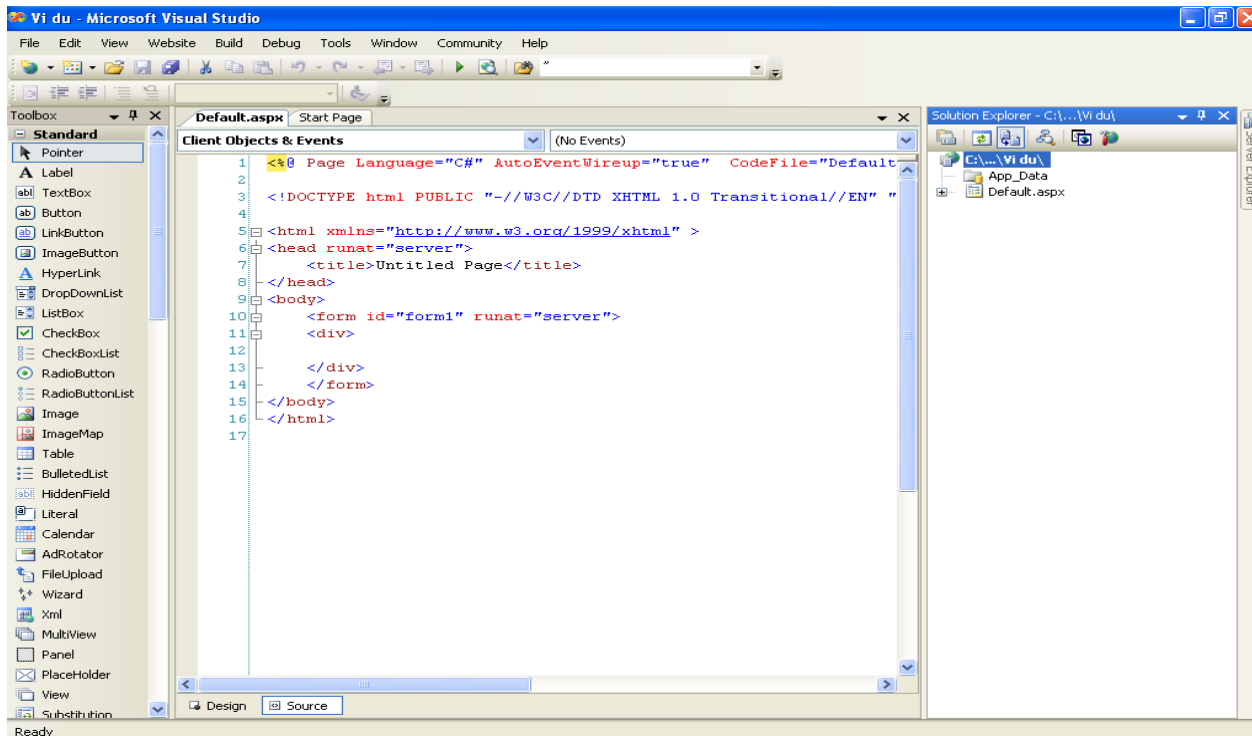 Vi du - Microsoft Visual Studio
File Edit View Website Build Debug Tools Window Community Help
Toolbox
Standard
Pointer
Label
TextBox
Button
LinkButton
ImageButton
HyperLink
DropDownList
ListBox
CheckBox
CheckBoxList
RadioButton
RadioButtonList
Image
ImageMap
Table
BulletedList
HiddenField
Literal
Calendar
AdRotator
FileUpload
Wizard
Xml
MultiView
Panel
PlaceHolder
View
Substitution
Default.aspx Start Page
Client Objects & Events (No Events)
1 <%@ Page Language="C#" AutoEventWireup="true" CodeFile="Default
2
3 <!DOCTYPE html PUBLIC "-//W3C//DTD XHTML 1.0 Transitional//EN" "
4
5 <html xmlns="http://www.w3.org/1999/xhtml" >
6 <head runat="server">
7 <title>Untitled Page</title>
8 </head>
9 <body>
10 <form id="form1" runat="server">
11 <div>
12
13 </div>
14 </form>
15 </body>
16 </html>
17
Design Source
Solution Explorer - C:\...\Vi du\
C:\...\Vi du\
App_Data
Default.aspx
Server Explorer
Ready